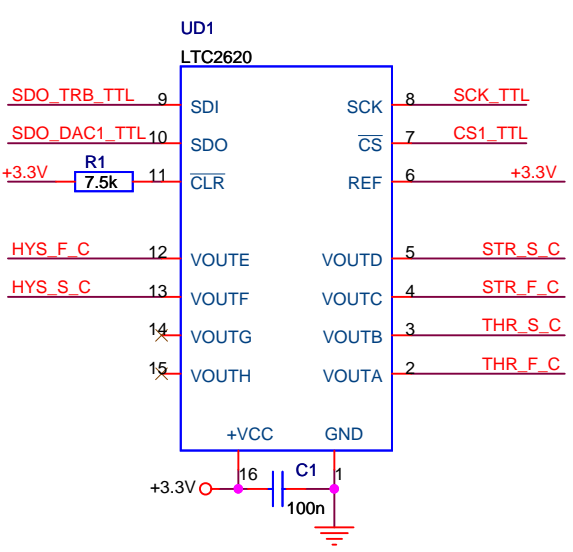 UD1
LTC2620
SDO_TRB_TTL 9 SDI SCK 8 SCK_TTL
SDO_DAC1_TTL 10 SDO CS 7 CS1_TTL
R1
+3.3V 7.5k 11 CLR REF 6 +3.3V
HYS_F_C 12 VOUTE VOUTD 5 STR_S_C
HYS_S_C 13 VOUTF VOUTC 4 STR_F_C
14 VOUTG VOUTB 3 THR_S_C
15 VOUTH VOUTA 2 THR_F_C
+VCC GND
16 C1 1
+3.3V
100n